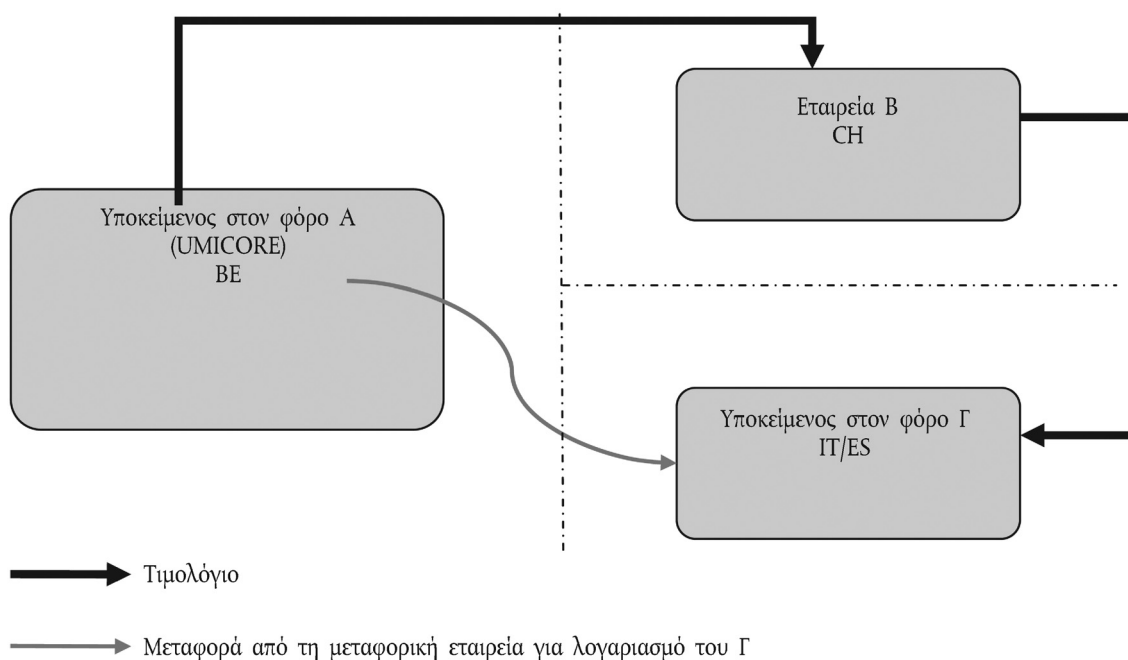 Εταιρεία Β
CH
Υποκείμενος στον φόρο Α
(UMICORE)
BE
Υποκείμενος στον φόρο Γ
IT/ES
Τιμολόγιο
Μεταφορά από τη μεταφορική εταιρεία για λογαριασμό του Γ